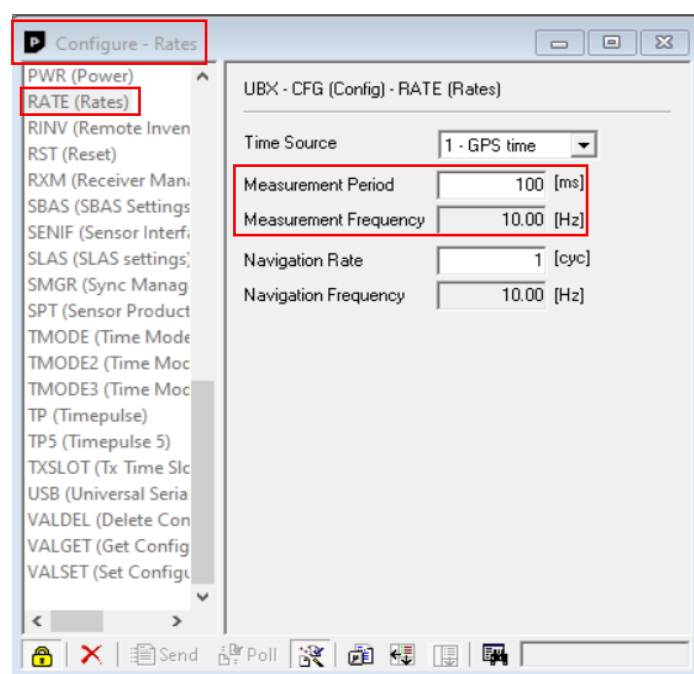 Configure - Rates
PWR (Power)
RATE (Rates)
RINV (Remote Inven
RST (Reset)
RXM (Receiver Mana
SBAS (SBAS Settings
SENIF (Sensor Interfa
SLAS (SLAS settings)
SMGR (Sync Manag
SPT (Sensor Product
TMODE (Time Mode
TMODE2 (Time Moc
TMODE3 (Time Moc
TP (Timepulse)
TP5 (Timepulse 5)
TXSLOT (Tx Time Slc
USB (Universal Seria
VALDEL (Delete Con
VALGET (Get Config
VALSET (Set Configu
UBX - CFG (Config) - RATE (Rates)
Time Source 1 - GPS time
Measurement Period 100 [ms]
Measurement Frequency 10.00 [Hz]
Navigation Rate 1 [cyc]
Navigation Frequency 10.00 [Hz]
Send Poll